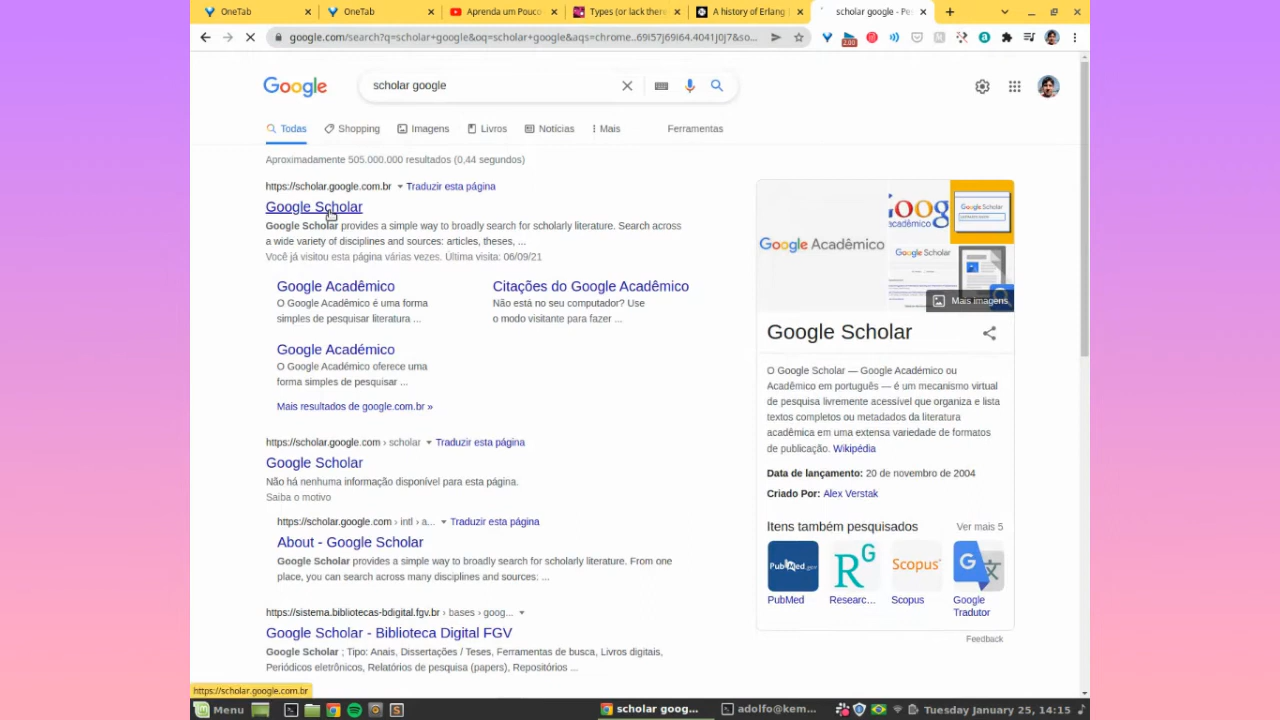 OneTab
OneTab
Aprenda um Pouco
Types (or lack there
A history of Erlang
scholar google - Pes
google.com/search?q=scholar+google&oq=scholar+google&aqs=chrome..69i57j69i64.4041j0j7&so...
2.00
Google
scholar google
Todas
Shopping
Imagens
Livros
Notícias
Mais
Ferramentas
Aproximadamente 505.000.000 resultados (0,44 segundos)
https://scholar.google.com.br
Traduzir esta página
Google Scholar
Google Scholar provides a simple way to broadly search for scholarly literature. Search across
a wide variety of disciplines and sources: articles, theses, ...
Você já visitou esta página várias vezes. Última visita: 06/09/21
Google Acadêmico
O Google Acadêmico é uma forma
simples de pesquisar literatura ...
Citações do Google Acadêmico
Não está no seu computador? Use
o modo visitante para fazer ...
Google Académico
O Google Académico oferece uma
forma simples de pesquisar ...
Mais resultados de google.com.br »
https://scholar.google.com › scholar
Traduzir esta página
Google Scholar
Não há nenhuma informação disponível para esta página.
Saiba o motivo
https://scholar.google.com › intl › a...
Traduzir esta página
About - Google Scholar
Google Scholar provides a simple way to broadly search for scholarly literature. From one
place, you can search across many disciplines and sources: ...
https://sistema.bibliotecas-bdigital.fgv.br › bases › goog...
Google Scholar - Biblioteca Digital FGV
Google Scholar ; Tipo: Anais, Dissertações / Teses, Ferramentas de busca, Livros digitais,
Periódicos eletrônicos, Relatórios de pesquisa (papers), Repositórios ...
Google Acadêmico
acadêmico
Google Scholar
Google Scholar
Mais imagens
Google Scholar
O Google Scholar — Google Académico ou
Acadêmico em português — é um mecanismo virtual
de pesquisa livremente acessível que organiza e lista
textos completos ou metadados da literatura
acadêmica em uma extensa variedade de formatos
de publicação. Wikipédia
Data de lançamento: 20 de novembro de 2004
Criado Por: Alex Verstak
Itens também pesquisados
Ver mais 5
PubMed.gov
RG
Scopus
G
PubMed
Researc...
Scopus
Google
Tradutor
Feedback
https://scholar.google.com.br
Menu
scholar goog...
adolfo@kem...
Tuesday January 25, 14:15